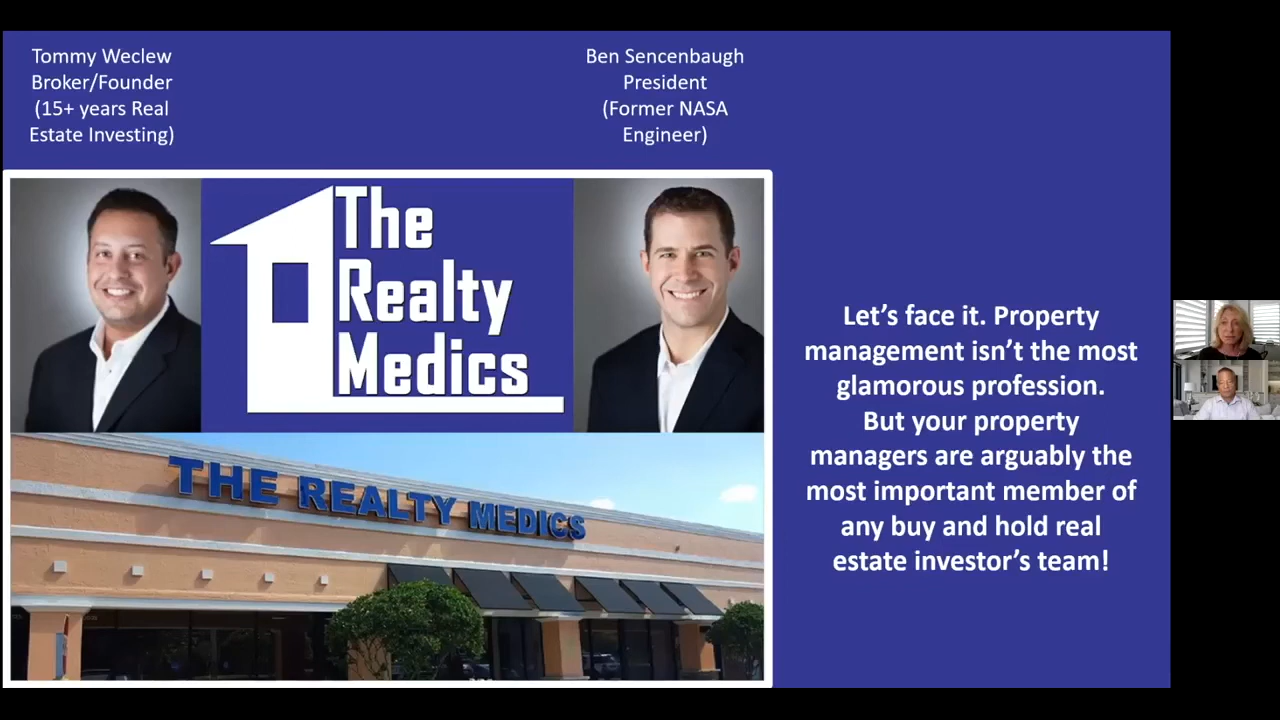 Tommy Weclew
Broker/Founder
(15+ years Real
Estate Investing)
Ben Sencenbaugh
President
(Former NASA
Engineer)
The
Realty
Medics
THE REALTY MEDICS
Let’s face it. Property
management isn’t the most
glamorous profession.
But your property
managers are arguably the
most important member of
any buy and hold real
estate investor’s team!